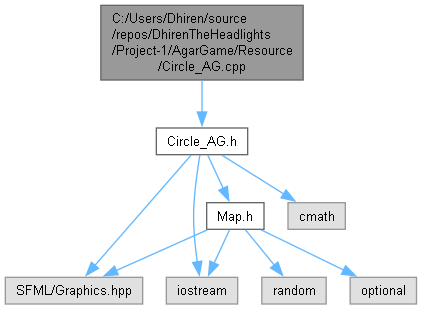 C:/Users/Dhiren/source
/repos/DhirenTheHeadlights
/Project-1/AgarGame/Resource
/Circle_AG.cpp
Circle_AG.h
Map.h
cmath
SFML/Graphics.hpp
iostream
random
optional